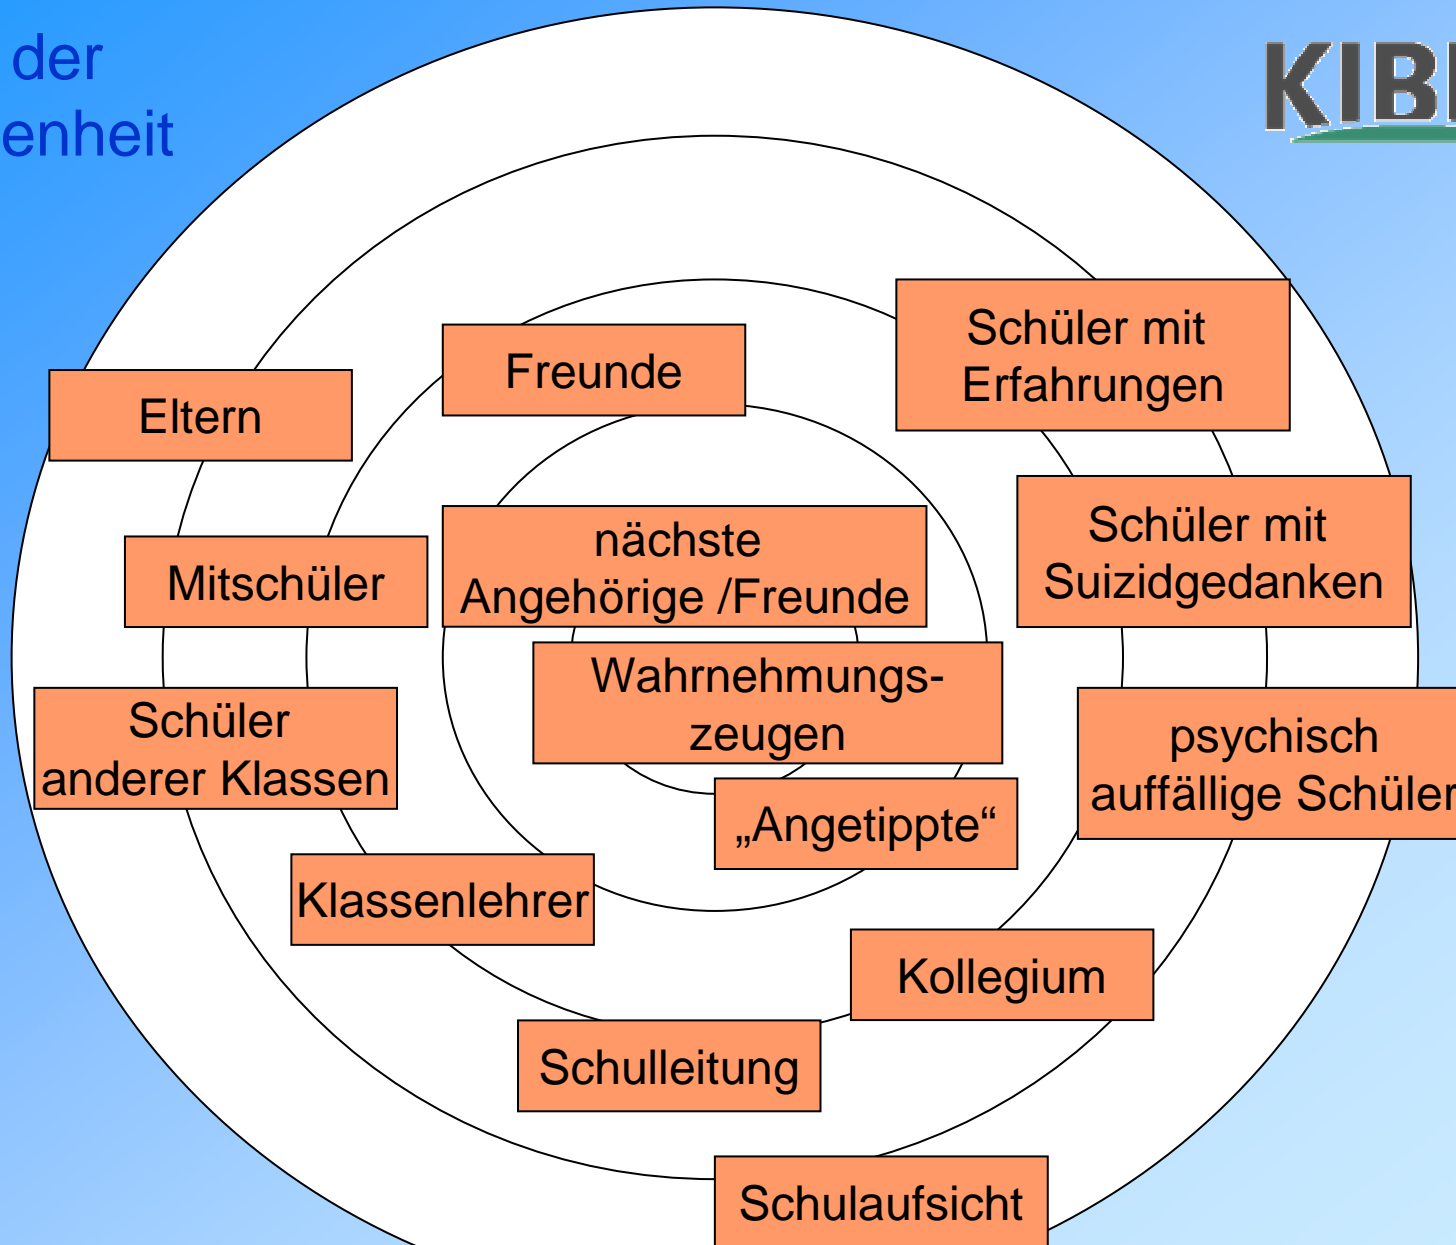 der
enheit
KIBB
Schüler mit
Erfahrungen
Freunde
Eltern
Schüler mit
Suizidgedanken
nächste
Angehörige /Freunde
Mitschüler
Wahrnehmungs-
zeugen
Schüler
anderer Klassen
psychisch
auffällige Schüler
„Angetippte“
Klassenlehrer
Kollegium
Schulleitung
Schulaufsicht